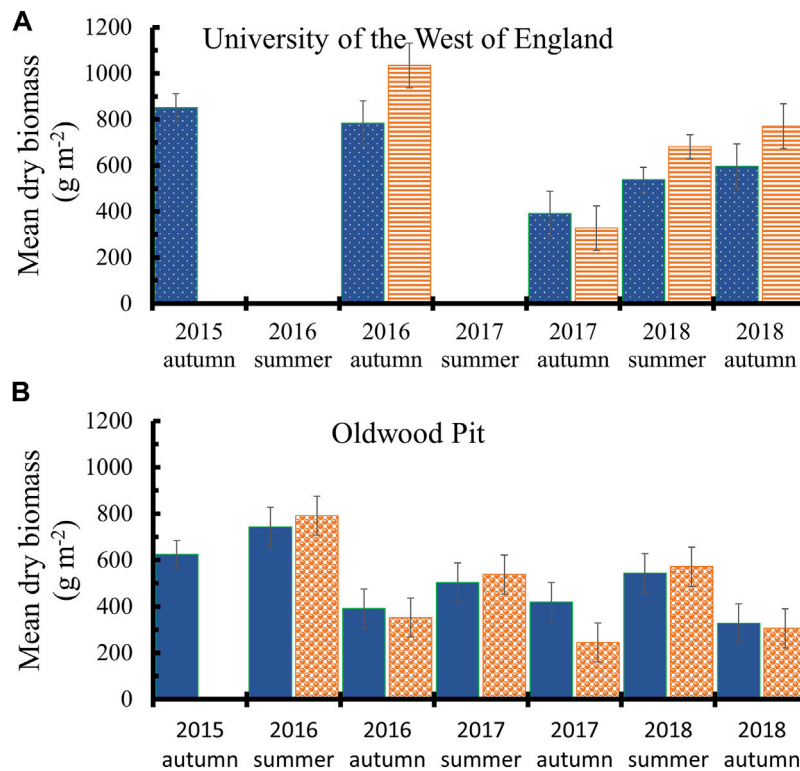 A
University of the West of England
Mean dry biomass
(g m-2)
1200
1000
800
600
400
200
0
2015 2016 2016 2017 2017 2018 2018
autumn summer autumn summer autumn summer autumn
B
Oldwood Pit
Mean dry biomass
(g m-2)
1200
1000
800
600
400
200
0
2015 2016 2016 2017 2017 2018 2018
autumn summer autumn summer autumn summer autumn